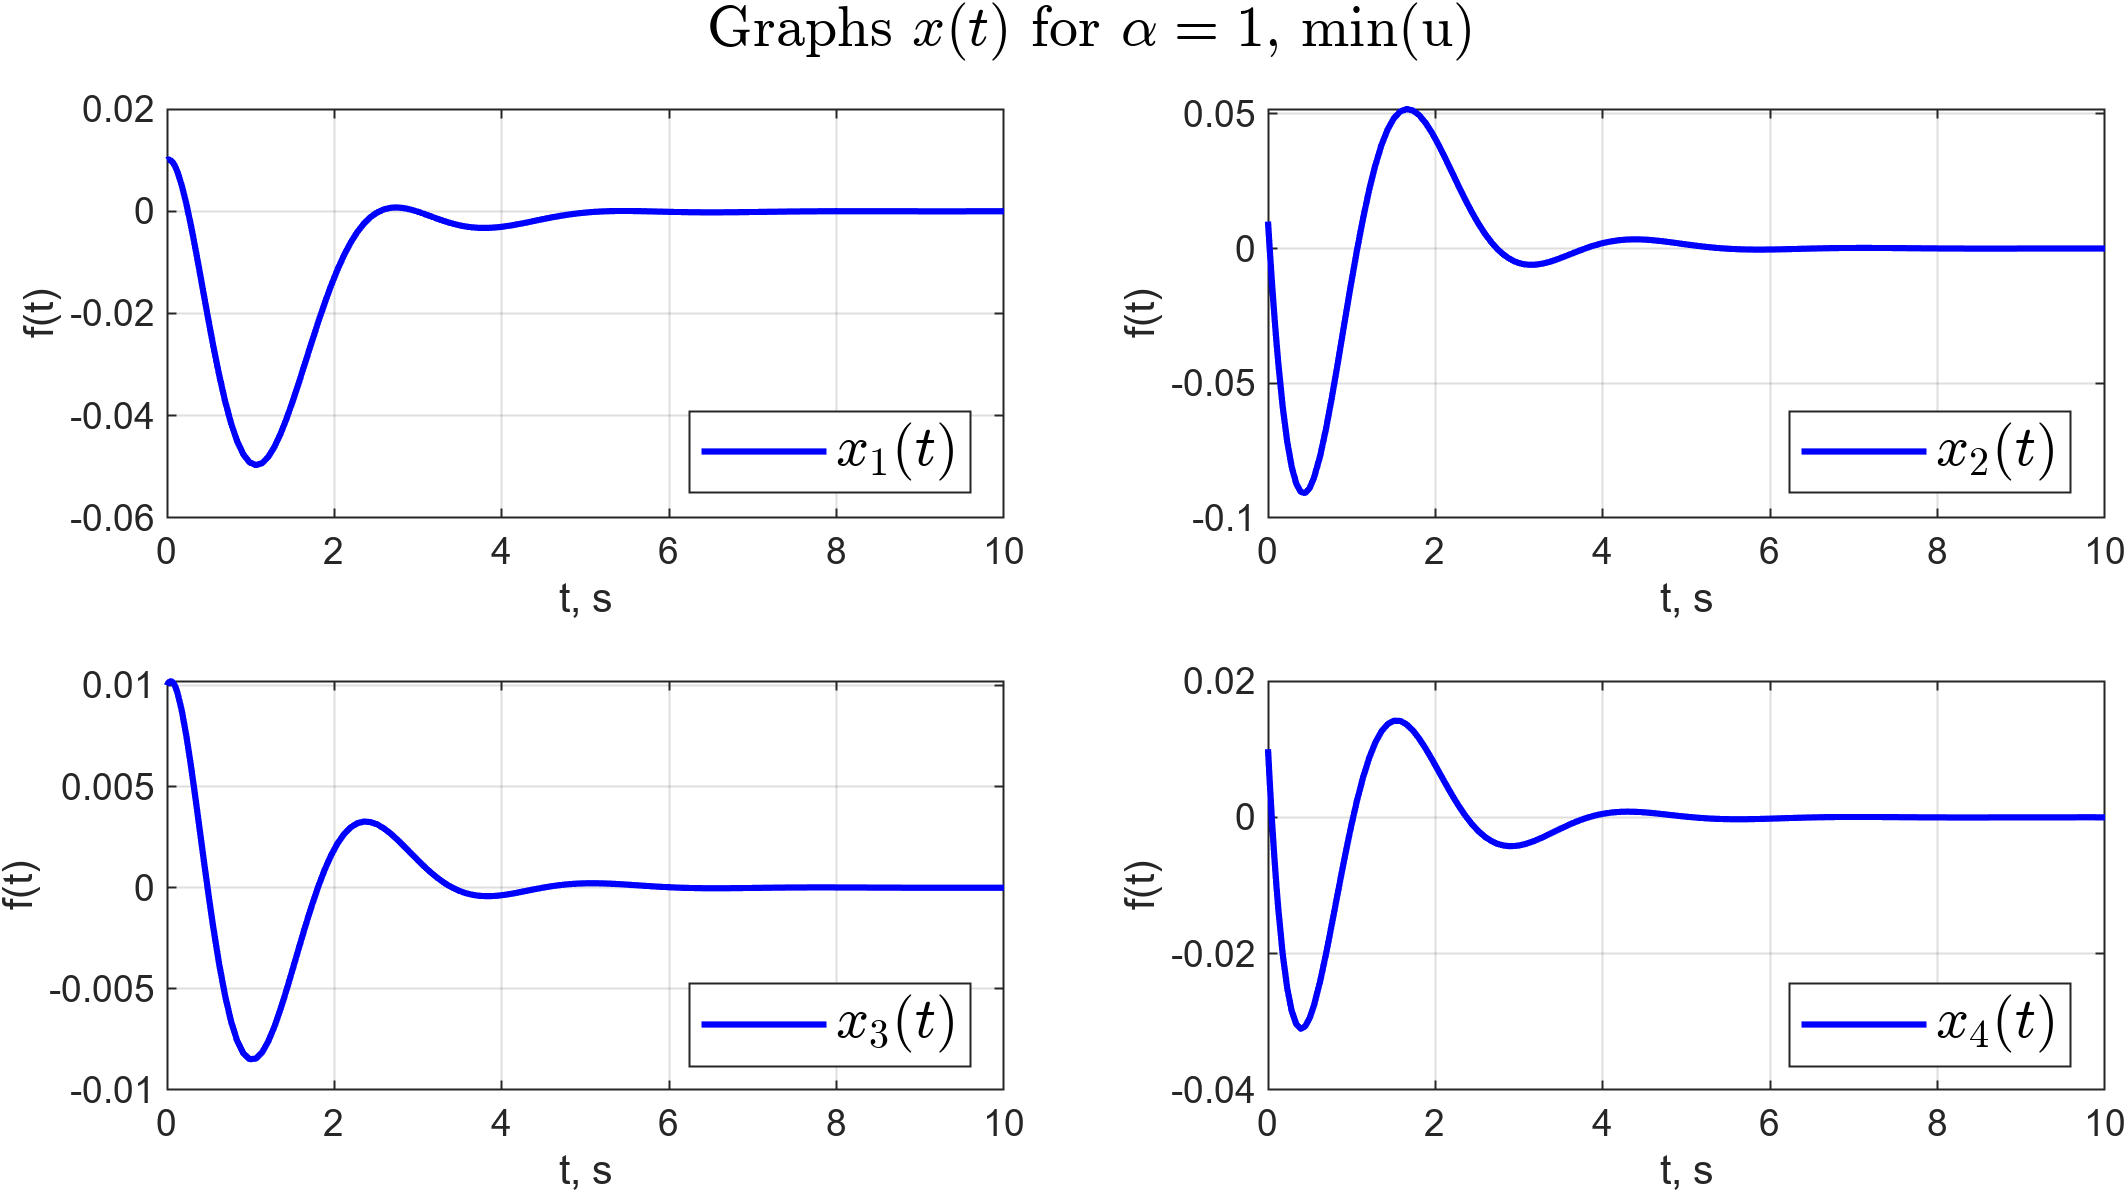 Graphs x(t) for α = 1, min(u)
0.02
0
-0.02
-0.04
-0.06
f(t)
0 2 4 6 8 10
t, s
x₁(t)
0.05
0
-0.05
-0.1
f(t)
0 2 4 6 8 10
t, s
x₂(t)
0.01
0.005
0
-0.005
-0.01
f(t)
0 2 4 6 8 10
t, s
x₃(t)
0.02
0
-0.02
-0.04
f(t)
0 2 4 6 8 10
t, s
x₄(t)